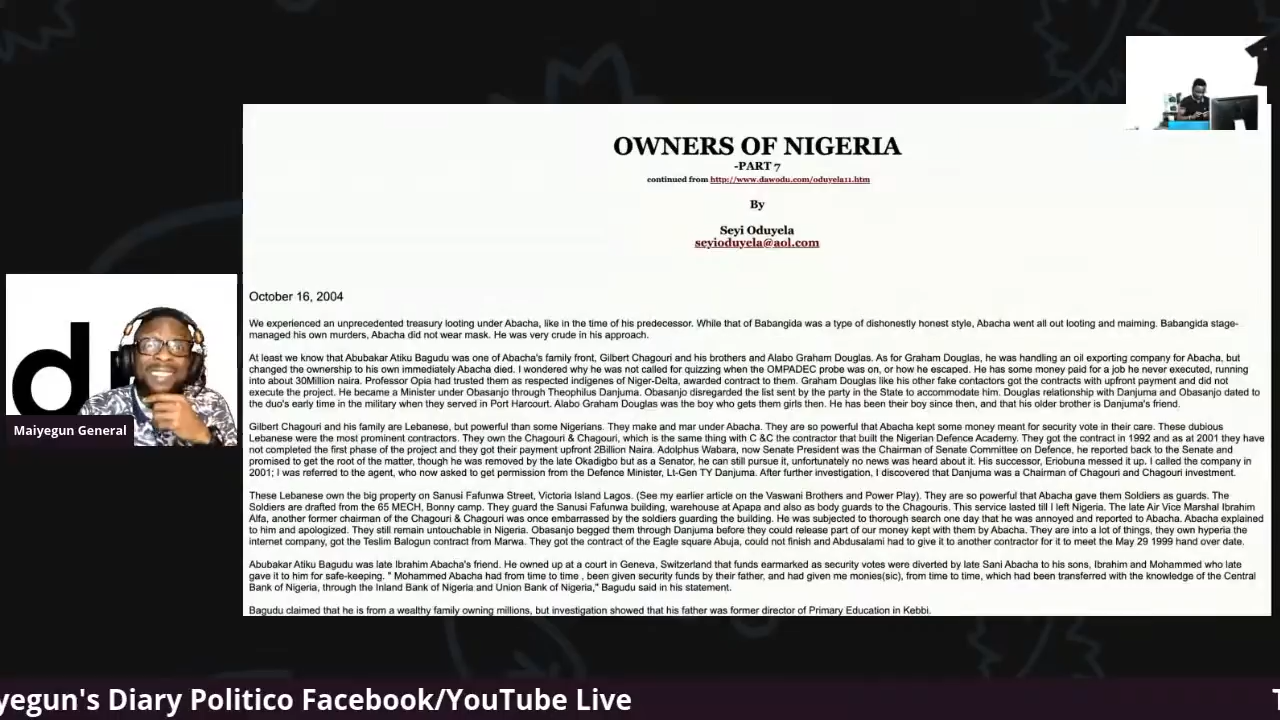 OWNERS OF NIGERIA
-PART 7
continued from http://www.dawodu.com/oduyela11.htm
By
Seyi Oduyela
seyioduyela@aol.com
October 16, 2004
We experienced an unprecedented treasury looting under Abacha, like in the time of his predecessor. While that of Babangida was a type of dishonestly honest style, Abacha went all out looting and maiming. Babangida stage-
managed his own murders, Abacha did not wear mask. He was very crude in his approach.
At least we know that Abubakar Atiku Bagudu was one of Abacha's family front, Gilbert Chagouri and his brothers and Alabo Graham Douglas. As for Graham Douglas, he was handling an oil exporting company for Abacha, but
changed the ownership to his own immediately Abacha died. I wondered why he was not called for quizzing when the OMPADEC probe was on, or how he escaped. He has some money paid for a job he never executed, running
into about 30Million naira. Professor Opia had trusted them as respected indigenes of Niger-Delta, awarded contract to them. Graham Douglas like his other fake contactors got the contracts with upfront payment and did not
execute the project. He became a Minister under Obasanjo through Theophilus Danjuma. Obasanjo disregarded the list sent by the party in the State to accommodate him. Douglas relationship with Danjuma and Obasanjo dated to
the duo's early time in the military when they served in Port Harcourt. Alabo Graham Douglas was the boy who gets them girls then. He has been their boy since then, and that his older brother is Danjuma's friend.
Gilbert Chagouri and his family are Lebanese, but powerful than some Nigerians. They make and mar under Abacha. They are so powerful that Abacha kept some money meant for security vote in their care. These dubious
Lebanese were the most prominent contractors. They own the Chagouri & Chagouri, which is the same thing with C &C the contractor that built the Nigerian Defence Academy. They got the contract in 1992 and as at 2001 they have
not completed the first phase of the project and they got their payment upfront 2Billion Naira. Adolphus Wabara, now Senate President was the Chairman of Senate Committee on Defence, he reported back to the Senate and
promised to get the root of the matter, though he was removed by the late Okadigbo but as a Senator, he can still pursue it, unfortunately no news was heard about it. His successor, Eriobuna messed it up. I called the company in
2001; I was referred to the agent, who now asked to get permission from the Defence Minister, Lt-Gen TY Danjuma. After further investigation, I discovered that Danjuma was a Chairman of Chagouri and Chagouri investment.
These Lebanese own the big property on Sanusi Fafunwa Street, Victoria Island Lagos. (See my earlier article on the Vaswani Brothers and Power Play). They are so powerful that Abacha gave them Soldiers as guards. The
Soldiers are drafted from the 65 MECH, Bonny camp. They guard the Sanusi Fafunwa building, warehouse at Apapa and also as body guards to the Chagouris. This service lasted till I left Nigeria. The late Air Vice Marshal Ibrahim
Alfa, another former chairman of the Chagouri & Chagouri was once embarrassed by the soldiers guarding the building. He was subjected to thorough search one day that he was annoyed and reported to Abacha. Abacha explained
to him and apologized. They still remain untouchable in Nigeria. Obasanjo begged them through Danjuma before they could release part of our money kept with them by Abacha. They are into a lot of things, they own hyperia the
internet company, got the Teslim Balogun contract from Marwa. They got the contract of the Eagle square Abuja, could not finish and Abdusalami had to give it to another contractor for it to meet the May 29 1999 hand over date.
Abubakar Atiku Bagudu was late Ibrahim Abacha's friend. He owned up at a court in Geneva, Switzerland that funds earmarked as security votes were diverted by late Sani Abacha to his sons, Ibrahim and Mohammed who late
gave it to him for safe-keeping. " Mohammed Abacha had from time to time , been given security funds by their father, and had given me monies(sic), from time to time, which had been transferred with the knowledge of the Central
Bank of Nigeria, through the Inland Bank of Nigeria and Union Bank of Nigeria," Bagudu said in his statement.
Bagudu claimed that he is from a wealthy family owning millions, but investigation showed that his father was former director of Primary Education in Kebbi.
Maiyegun General
yegun's Diary Politico Facebook/YouTube Live